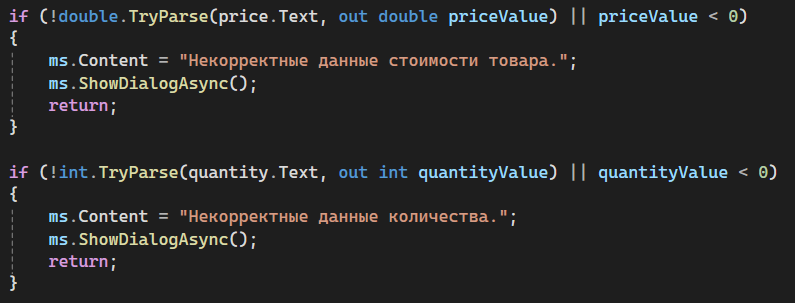 if (!double.TryParse(price.Text, out double priceValue) || priceValue < 0)
{
ms.Content = "Некорректные данные стоимости товара.";
ms.ShowDialogAsync();
return;
}
if (!int.TryParse(quantity.Text, out int quantityValue) || quantityValue < 0)
{
ms.Content = "Некорректные данные количества.";
ms.ShowDialogAsync();
return;
}